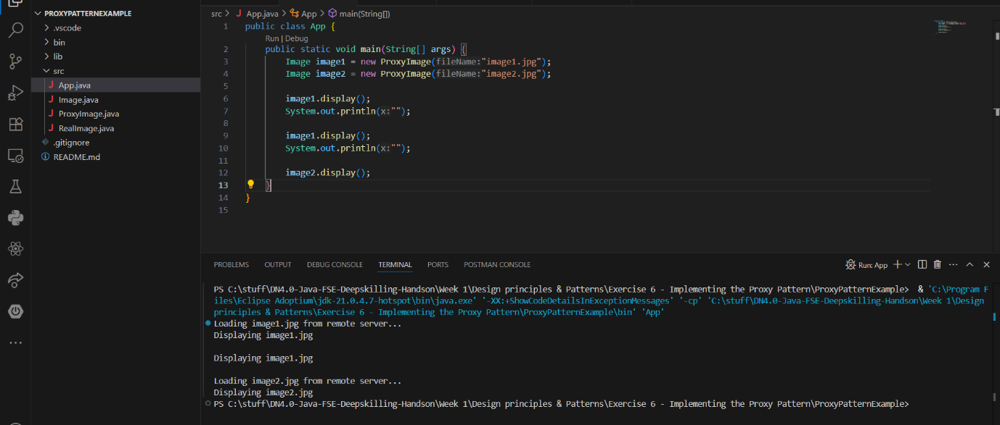 PROXYPATTERNEXAMPLE
.vscode
bin
lib
src
App.java
Image.java
ProxyImage.java
RealImage.java
.gitignore
README.md
src > App.java > App > main(String[])
1 public class App {
Run | Debug
2 public static void main(String[] args) {
3 Image image1 = new ProxyImage(fileName:"image1.jpg");
4 Image image2 = new ProxyImage(fileName:"image2.jpg");
5
6 image1.display();
7 System.out.println(x:"");
8
9 image1.display();
10 System.out.println(x:"");
11
12 image2.display();
13 }
14 }
15
PROBLEMS OUTPUT DEBUG CONSOLE TERMINAL PORTS POSTMAN CONSOLE Run: App
PS C:\stuff\DN4.0-Java-FSE-Deepskilling-Handson\Week 1\Design principles & Patterns\Exercise 6 - Implementing the Proxy Pattern\ProxyPatternExample> & 'C:\Program F
iles\Eclipse Adoptium\jdk-21.0.4.7-hotspot\bin\java.exe' '-XX:+ShowCodeDetailsInExceptionMessages' '-cp' 'C:\stuff\DN4.0-Java-FSE-Deepskilling-Handson\Week 1\Design
principles & Patterns\Exercise 6 - Implementing the Proxy Pattern\ProxyPatternExample\bin' 'App'
Loading image1.jpg from remote server...
Displaying image1.jpg
Displaying image1.jpg
Loading image2.jpg from remote server...
Displaying image2.jpg
PS C:\stuff\DN4.0-Java-FSE-Deepskilling-Handson\Week 1\Design principles & Patterns\Exercise 6 - Implementing the Proxy Pattern\ProxyPatternExample>